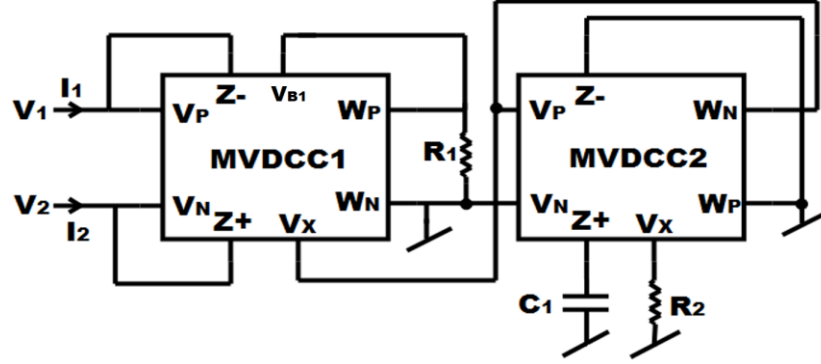 I1
V1
VP
Z-
VB1
WP
MVDCC1
R1
V2
I2
VN
Z+
VX
WN
VP
Z-
WN
MVDCC2
VN
Z+
VX
WP
C1
R2